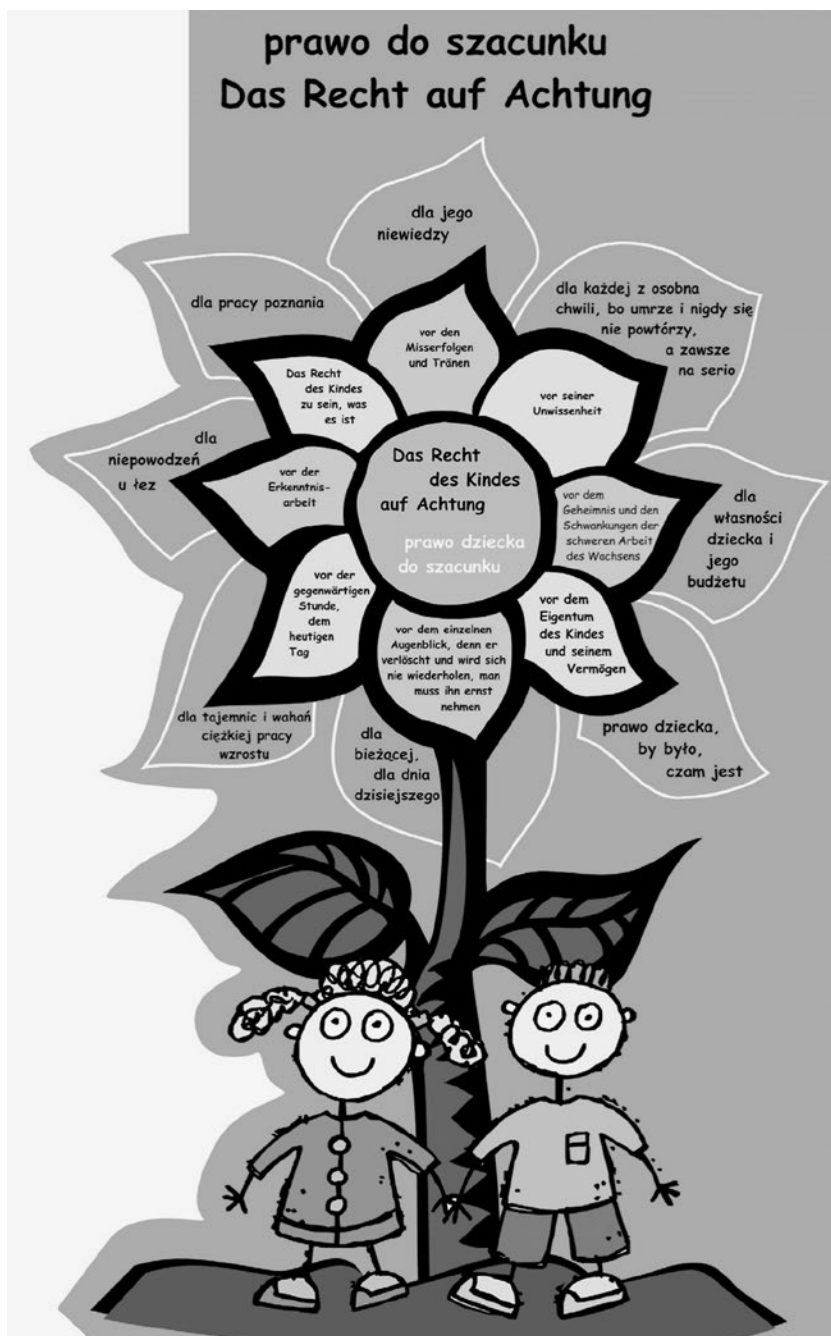 prawo do szacunku
Das Recht auf Achtung
dla jego
niewiedzy
dla każdej z osobna
chwili, bo umrze i nigdy się
nie powtórzy,
a zawsze
na serio
dla pracy poznania
vor den
Misserfolgen
und Tränen
Das Recht
des Kindes
zu sein, was
es ist
vor seiner
Unwissenheit
dla
niepowodzeń
u łez
vor der
Erkenntnis-
arbeit
Das Recht
des Kindes
auf Achtung
prawo dziecka
do szacunku
vor dem
Geheimnis und den
Schwankungen der
schweren Arbeit
des Wachsens
dla
własności
dziecka i
jego
budżetu
vor der
gegenwärtigen
Stunde,
dem
heutigen
Tag
vor dem einzelnen
Augenblick, denn er
verlöscht und wird sich
nie wiederholen, man
muss ihn ernst
nehmen
vor dem
Eigentum
des Kindes
und seinem
Vermögen
dla tajemnic i wahań
ciężkiej pracy
wzrostu
dla
bieżącej,
dla dnia
dzisiejszego
prawo dziecka,
by było,
czam jest